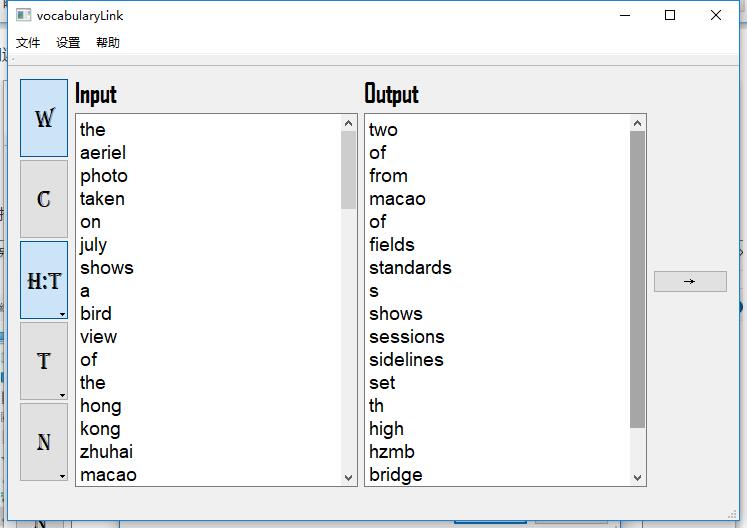 vocabularyLink
文件 设置 帮助
W
C
H:T
T
N
Input
the
aeriel
photo
taken
on
july
shows
a
bird
view
of
the
hong
kong
zhuhai
macao
Output
two
of
from
macao
of
fields
standards
s
shows
sessions
sidelines
set
th
high
hzmb
bridge
→